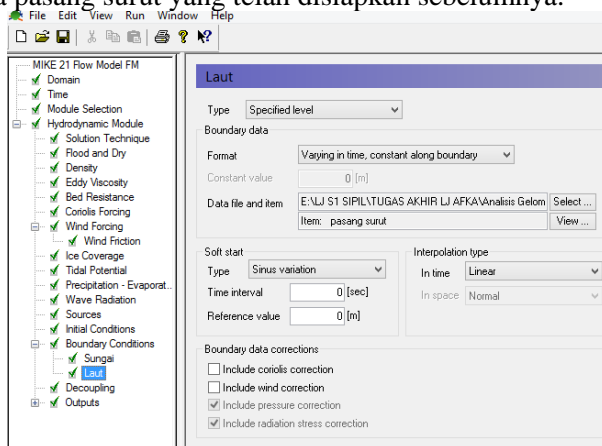 a pasang surut yang telah disiapkan sebelumnya.
File Edit View Run Window Help
MIKE 21 Flow Model FM
Domain
Time
Module Selection
Hydrodynamic Module
Solution Technique
Flood and Dry
Density
Eddy Viscosity
Bed Resistance
Coriolis Forcing
Wind Forcing
Wind Friction
Ice Coverage
Tidal Potential
Precipitation - Evaporat..
Wave Radiation
Sources
Initial Conditions
Boundary Conditions
Sungai
Laut
Decoupling
Outputs
Laut
Type Specified level
Boundary data
Format Varying in time, constant along boundary
Constant value 0 [m]
Data file and item E:\LJ S1 SIPIL\TUGAS AKHIR LJ AFKA\Analisis Gelom Select ...
Item: pasang surut View ...
Soft start
Type Sinus variation
Time interval 0 [sec]
Reference value 0 [m]
Interpolation type
In time Linear
In space Normal
Boundary data corrections
Include coriolis correction
Include wind correction
Include pressure correction
Include radiation stress correction